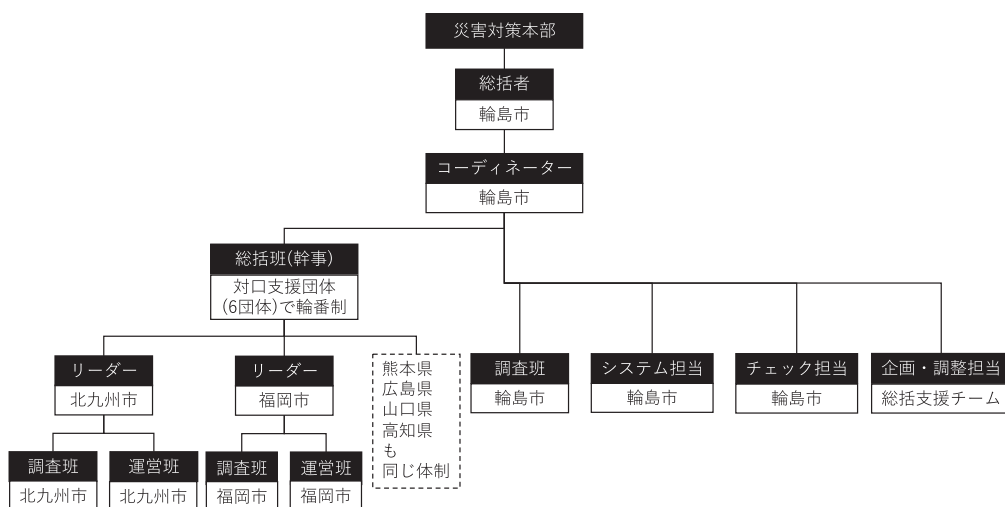 災害対策本部
総括者
輪島市
コーディネーター
輪島市
総括班(幹事)
対口支援団体
(6団体)で輪番制
リーダー
北九州市
リーダー
福岡市
熊本県
広島県
山口県
高知県
も
同じ体制
調査班
輪島市
システム担当
輪島市
チェック担当
輪島市
企画・調整担当
総括支援チーム
調査班
北九州市
運営班
北九州市
調査班
福岡市
運営班
福岡市